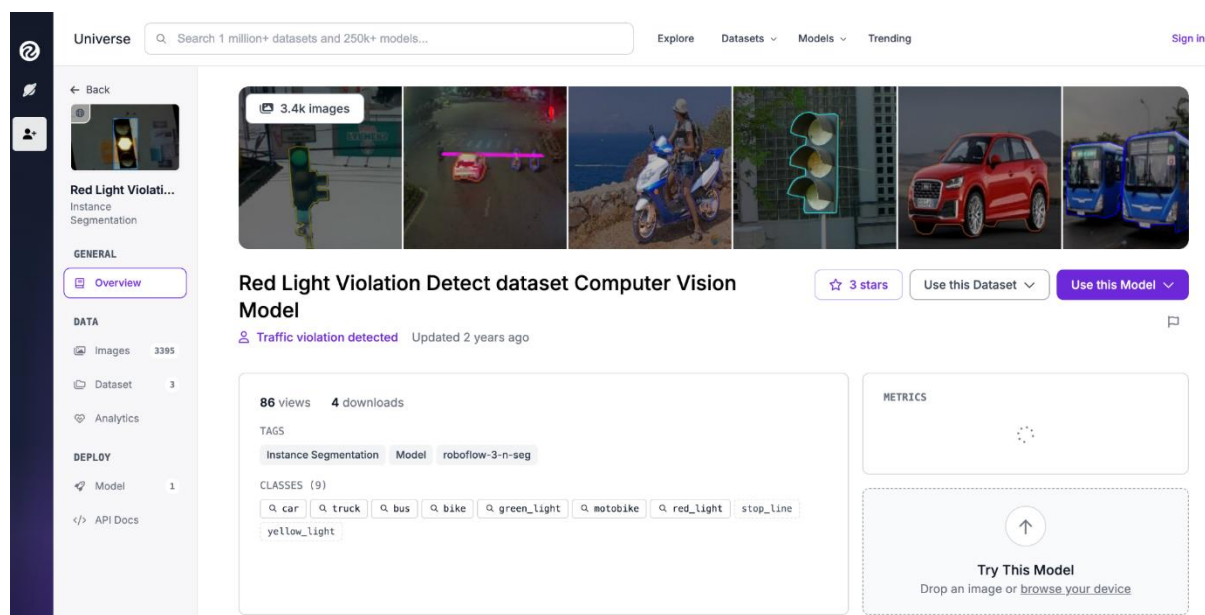 Universe
Search 1 million+ datasets and 250k+ models...
Explore
Datasets
Models
Trending
Sign in
← Back
Red Light Violati...
Instance
Segmentation
GENERAL
Overview
DATA
Images 3395
Dataset 3
Analytics
DEPLOY
Model 1
</> API Docs
3.4k images
Red Light Violation Detect dataset Computer Vision
Model
3 stars
Use this Dataset
Use this Model
Traffic violation detected Updated 2 years ago
86 views 4 downloads
TAGS
Instance Segmentation Model roboflow-3-n-seg
CLASSES (9)
car truck bus bike green_light motobike red_light stop_line
yellow_light
METRICS
Try This Model
Drop an image or browse your device